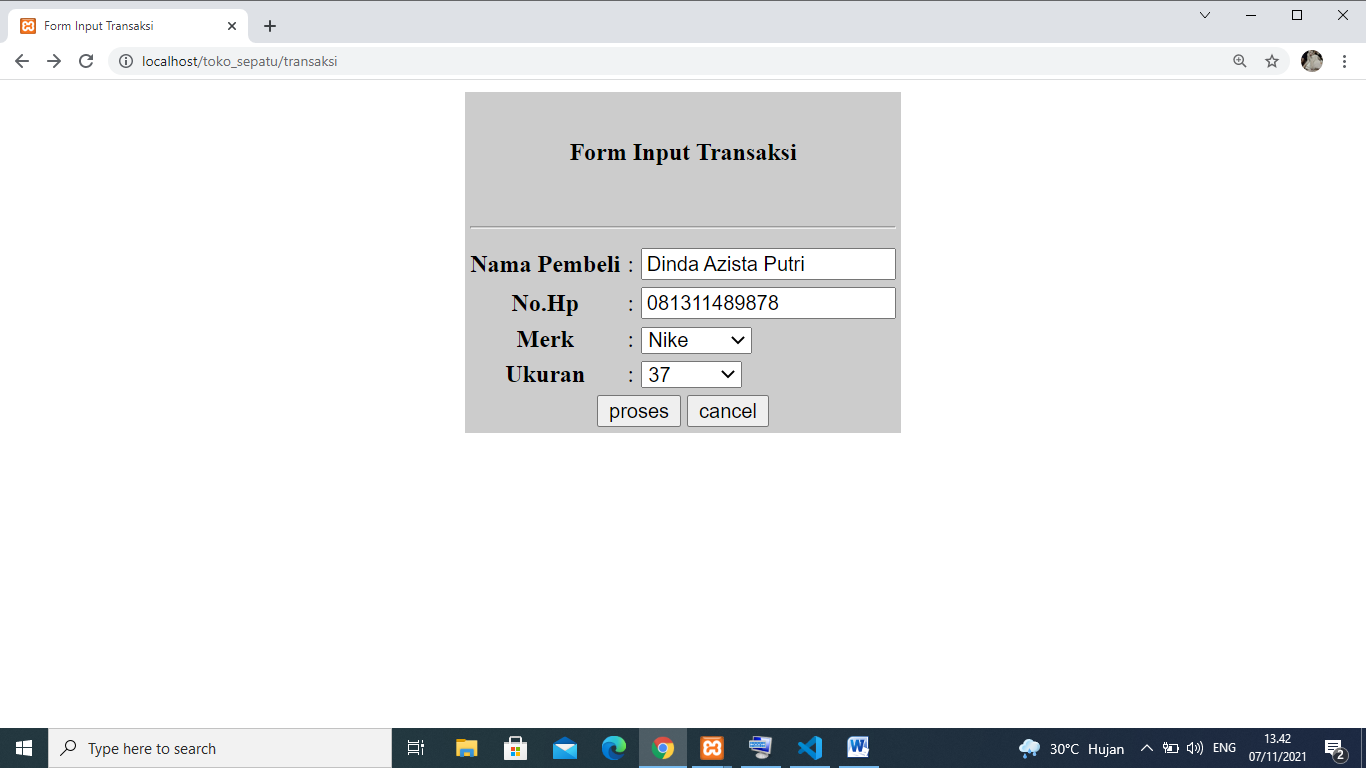 Form Input Transaksi
localhost/toko_sepatu/transaksi
Form Input Transaksi
Nama Pembeli : Dinda Azista Putri
No.Hp : 081311489878
Merk : Nike
Ukuran : 37
proses cancel
Type here to search
30°C Hujan
ENG
13.42
07/11/2021
2